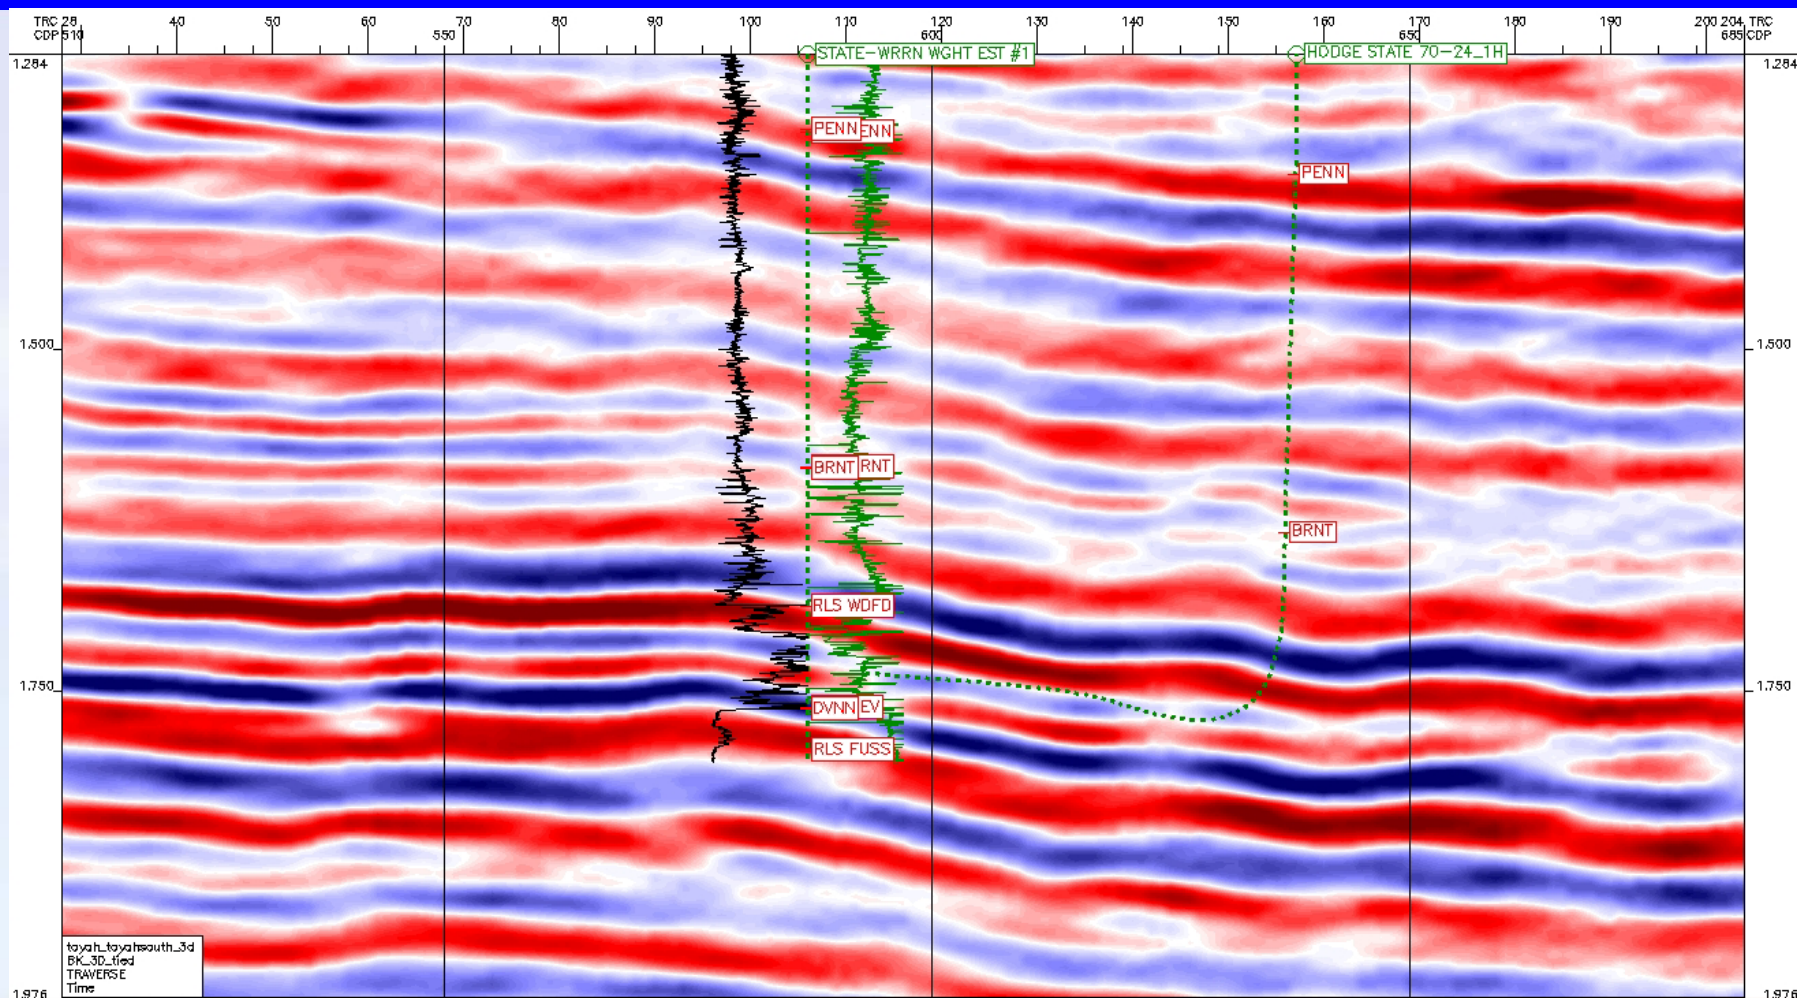 TRC 28 40 50 60 70 80 90 100 110 120 130 140 150 160 170 180 190 200 204 TRC
CDP 510 550 600 650 685 CDP
STATE-WRRN WGHT EST #1
HODGE STATE 70-24_1H
1.284 1.284
PENN ENN
PENN
1.500 1.500
BRNT RNT
BRNT
RLS WDFD
1.750 1.750
DVNN EV
RLS FUSS
toyah_toyahsouth_3d
BK_3D_tied
TRAVERSE
Time
1.976 1.976